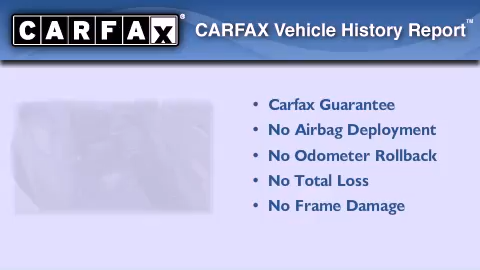 CARFAX® CARFAX Vehicle History Report™
• Carfax Guarantee
• No Airbag Deployment
• No Odometer Rollback
• No Total Loss
• No Frame Damage